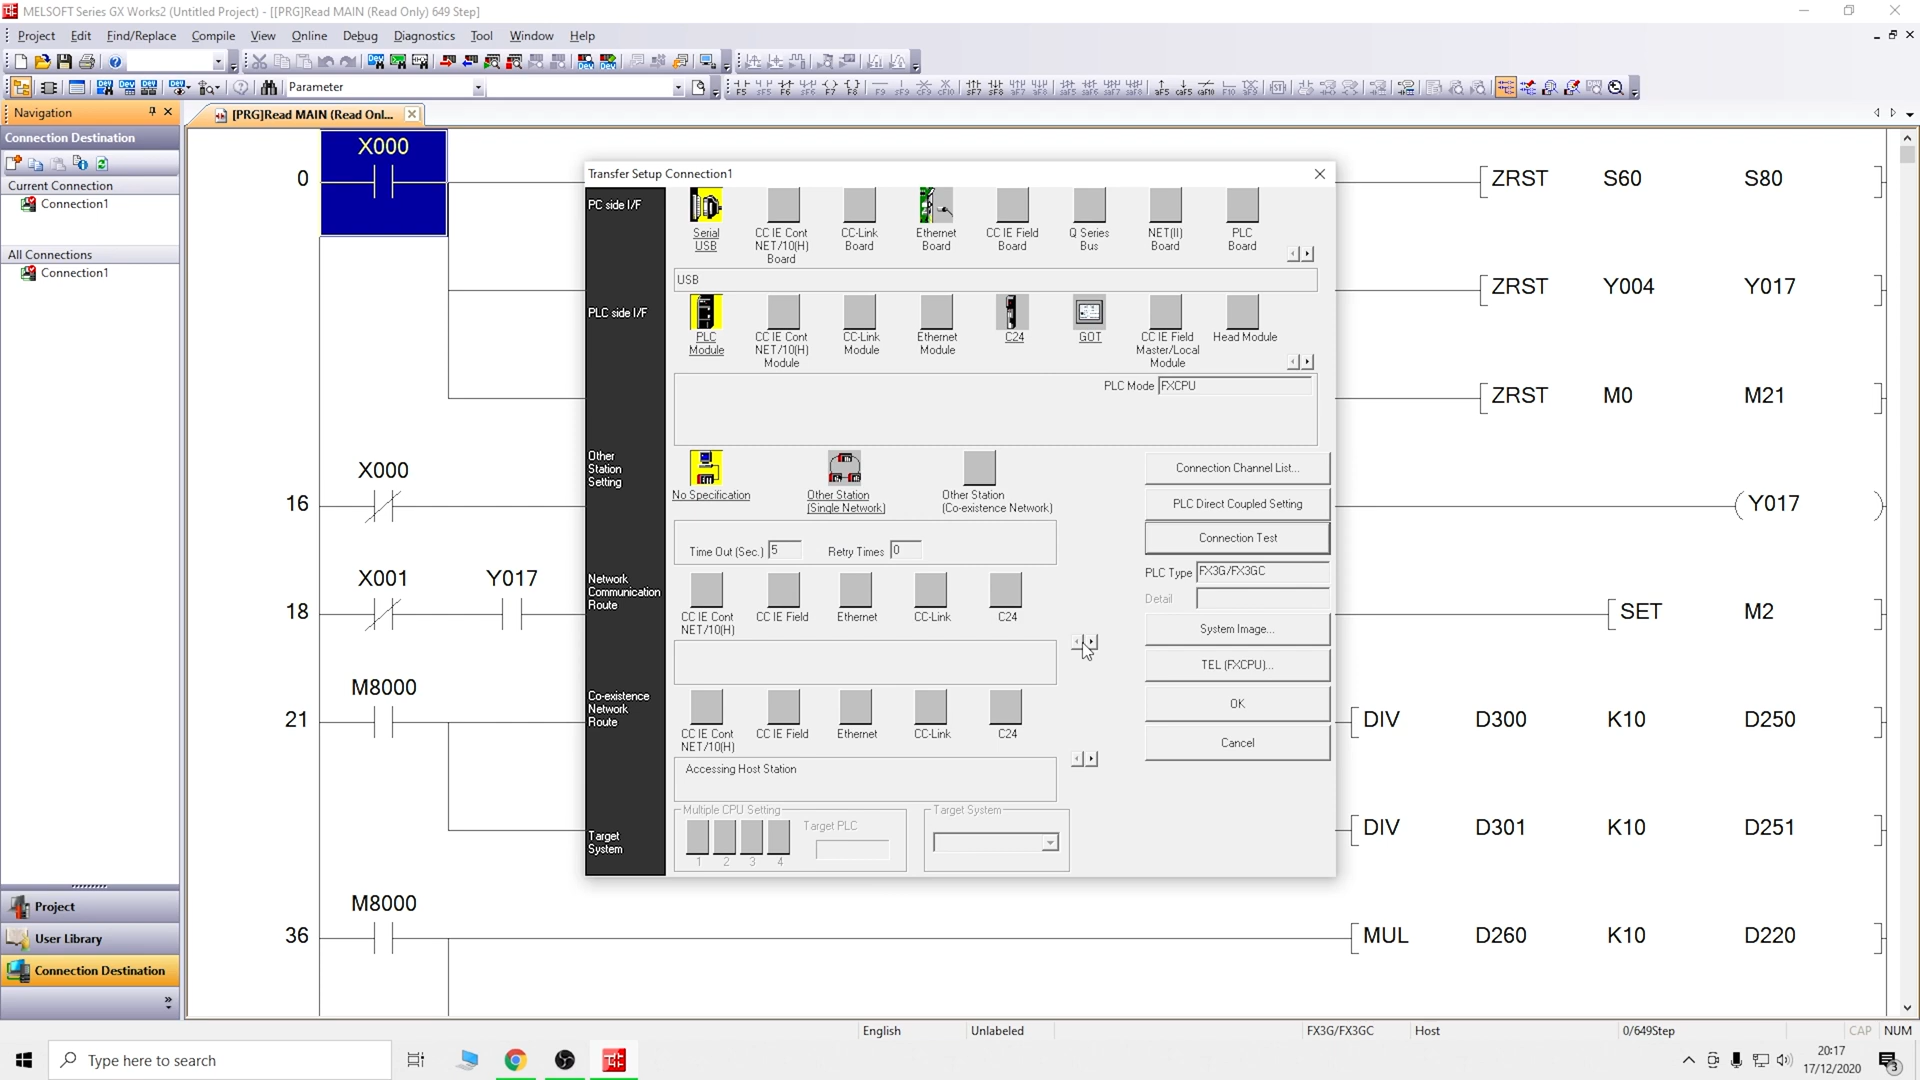 MELSOFT Series GX Works2 (Untitled Project) - [[PRG]Read MAIN (Read Only) 649 Step]
Project Edit Find/Replace Compile View Online Debug Diagnostics Tool Window Help
Parameter
Navigation
[PRG]Read MAIN (Read Onl...
Connection Destination
Current Connection
Connection1
All Connections
Connection1
Project
User Library
Connection Destination
X000
0
ZRST S60 S80
ZRST Y004 Y017
ZRST M0 M21
X000
16
Y017
X001 Y017
18
SET M2
M8000
21
DIV D300 K10 D250
DIV D301 K10 D251
M8000
36
MUL D260 K10 D220
Transfer Setup Connection1
PC side I/F
Serial USB
CC IE Cont NET/10(H) Board
CC-Link Board
Ethernet Board
CC IE Field Board
Q Series Bus
NET(II) Board
PLC Board
USB
PLC side I/F
PLC Module
CC IE Cont NET/10(H) Module
CC-Link Module
Ethernet Module
C24
GOT
CC IE Field Master/Local Module
Head Module
PLC Mode FXCPU
Other Station Setting
No Specification
Other Station (Single Network)
Other Station (Co-existence Network)
Time Out (Sec.) 5 Retry Times 0
Network Communication Route
CC IE Cont NET/10(H)
CC IE Field
Ethernet
CC-Link
C24
Co-existence Network Route
CC IE Cont NET/10(H)
CC IE Field
Ethernet
CC-Link
C24
Accessing Host Station
Target System
Multiple CPU Setting
1 2 3 4
Target PLC
Target System
Connection Channel List...
PLC Direct Coupled Setting
Connection Test
PLC Type FX3G/FX3GC
Detail
System Image...
TEL (FXCPU)...
OK
Cancel
English Unlabeled FX3G/FX3GC Host 0/649Step CAP NUM
Type here to search
20:17
17/12/2020
3